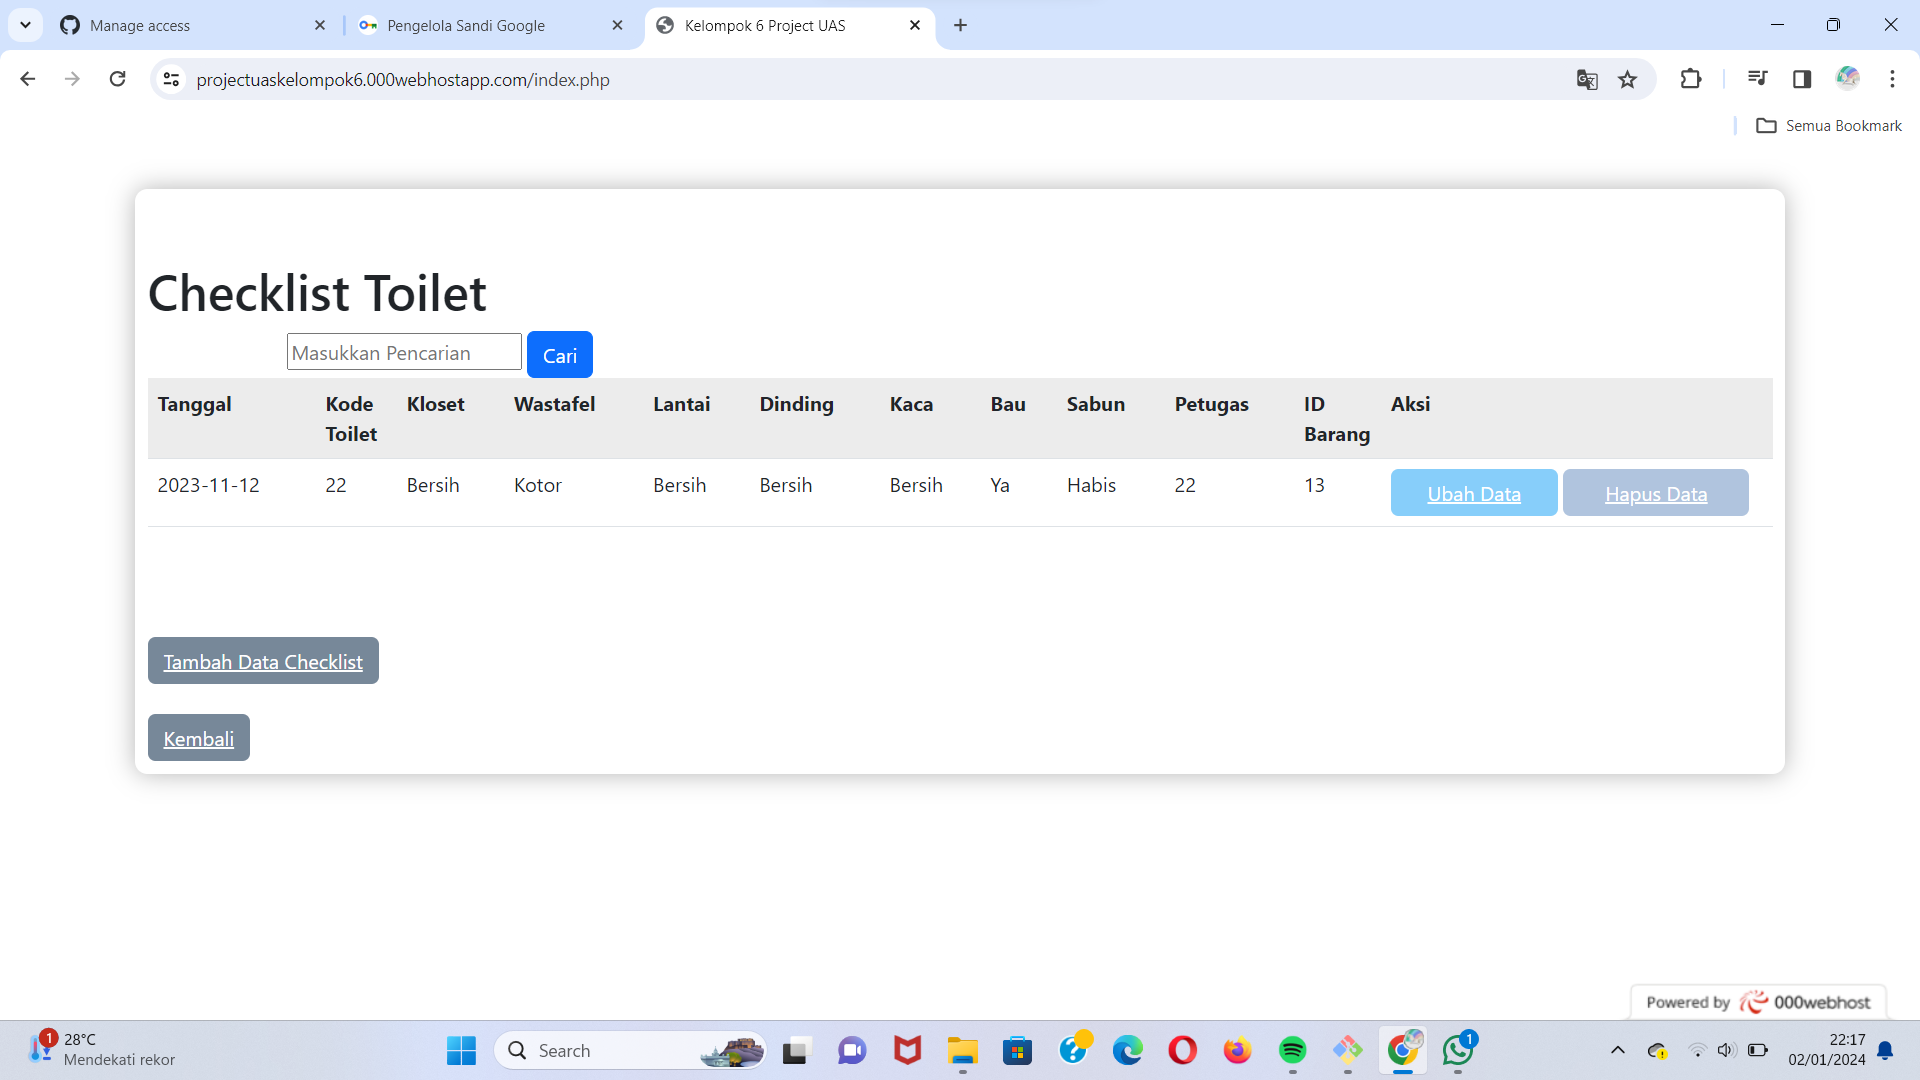 Manage access
Pengelola Sandi Google
Kelompok 6 Project UAS
projectuaskelompok6.000webhostapp.com/index.php
Semua Bookmark
Checklist Toilet
Masukkan Pencarian Cari
Tanggal Kode Toilet Kloset Wastafel Lantai Dinding Kaca Bau Sabun Petugas ID Barang Aksi
2023-11-12 22 Bersih Kotor Bersih Bersih Bersih Ya Habis 22 13 Ubah Data Hapus Data
Tambah Data Checklist
Kembali
Powered by 000webhost
1
28°C
Mendekati rekor
Search
1
22:17
02/01/2024